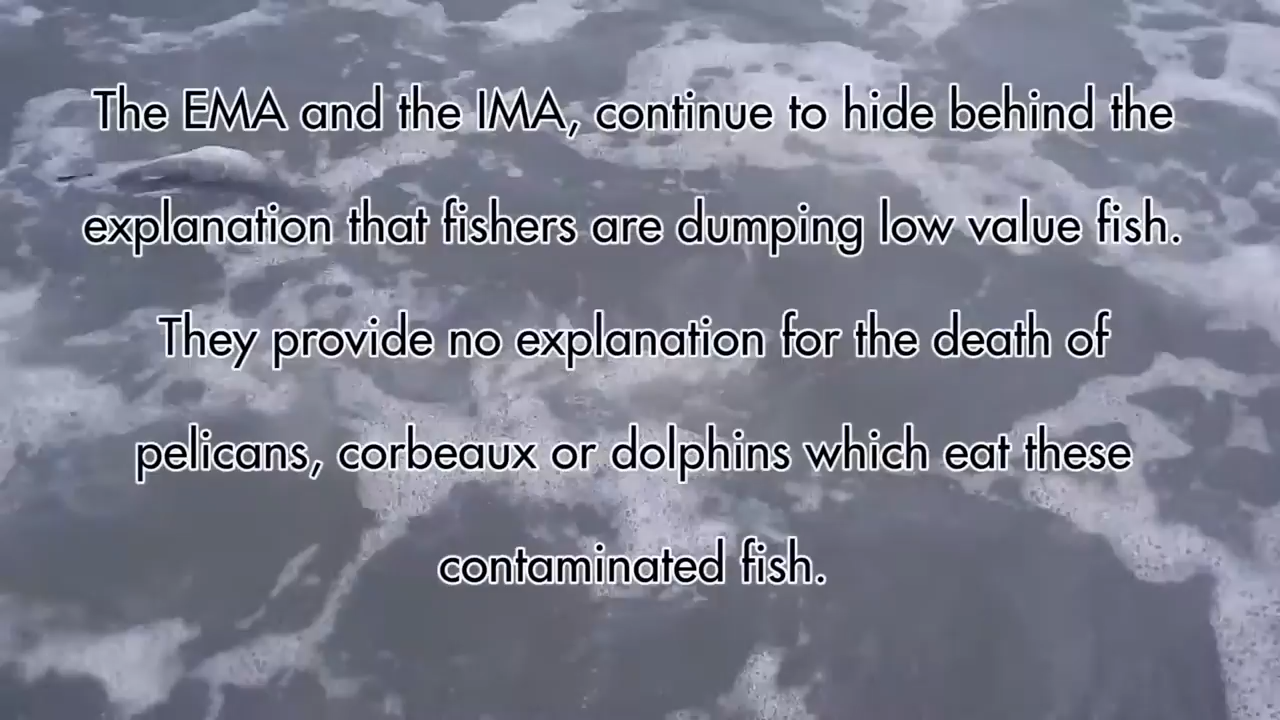 The EMA and the IMA, continue to hide behind the
explanation that fishers are dumping low value fish.
They provide no explanation for the death of
pelicans, corbeaux or dolphins which eat these
contaminated fish.